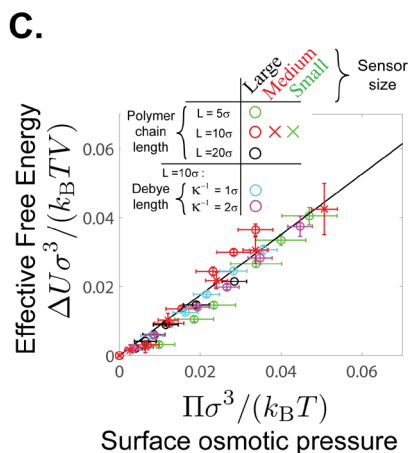 C.
Large Medium Small
Sensor size
Polymer chain length
L = 5σ
L = 10σ
L = 20σ
L = 10σ :
Debye length
κ⁻¹ = 1σ
κ⁻¹ = 2σ
Effective Free Energy
ΔUσ³/(k_BTV)
0.06
0.04
0.02
0
0 0.02 0.04 0.06
Πσ³/(k_BT)
Surface osmotic pressure